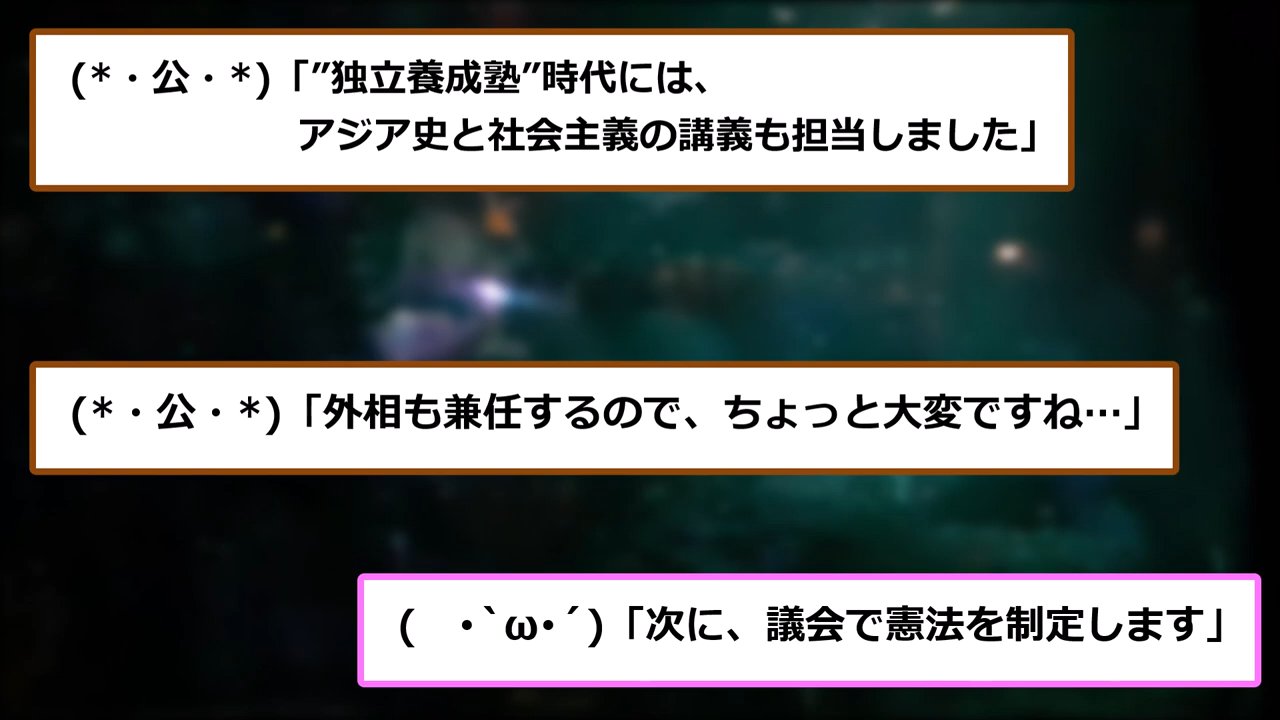 (*・公・*)「”独立養成塾”時代には、
アジア史と社会主義の講義も担当しました」
(*・公・*)「外相も兼任するので、ちょっと大変ですね…」
(　・`ω・´)「次に、議会で憲法を制定します」